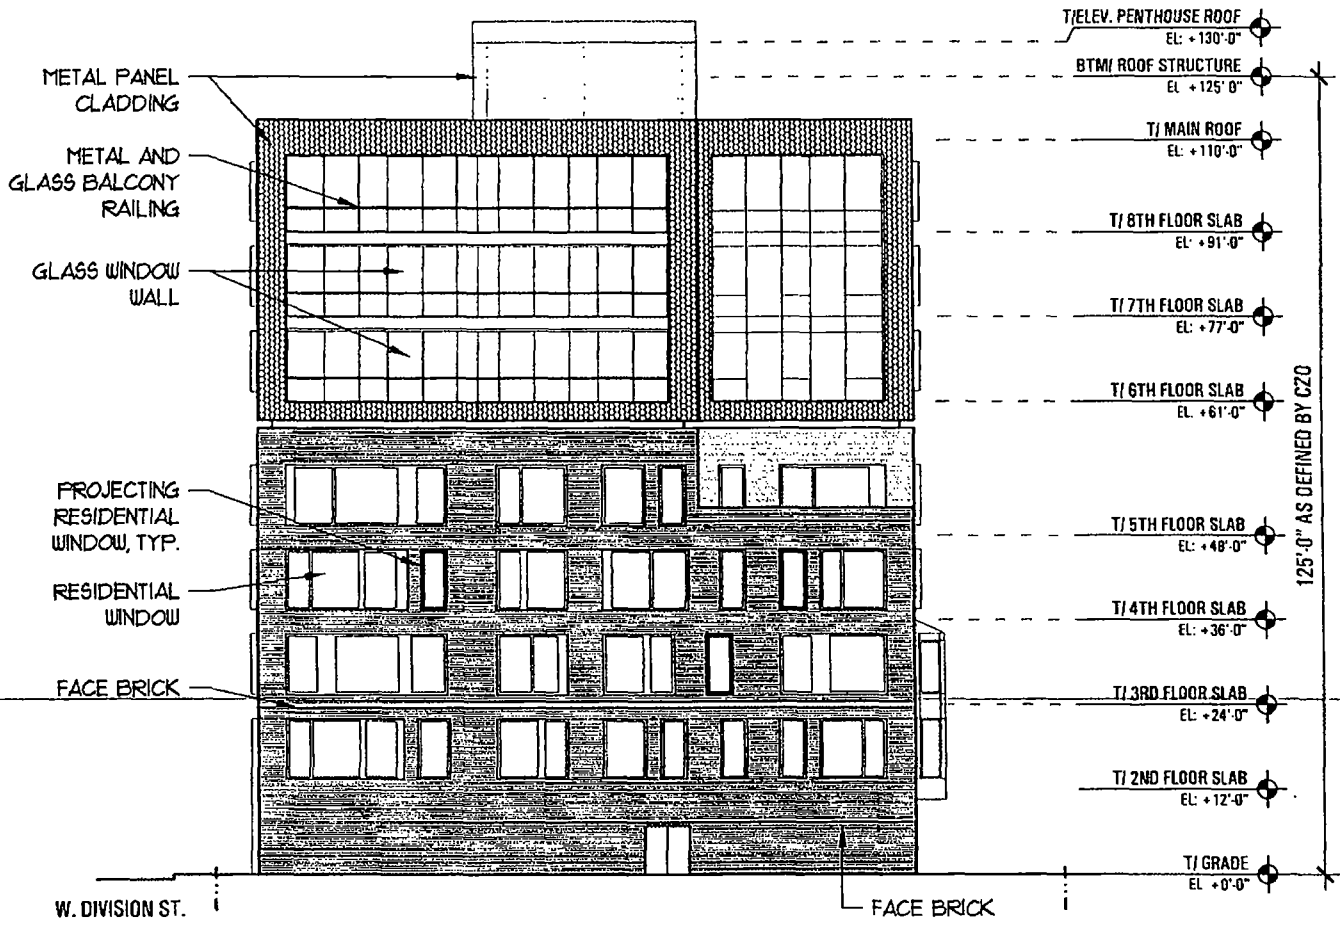 T/ELEV. PENTHOUSE ROOF
EL: +130'-0"
BTM/ ROOF STRUCTURE
EL +125' 0"
METAL PANEL
CLADDING
T/ MAIN ROOF
EL: +110'-0"
METAL AND
GLASS BALCONY
RAILING
T/ 8TH FLOOR SLAB
EL: +91'-0"
GLASS WINDOW
WALL
T/ 7TH FLOOR SLAB
EL: +77'-0"
T/ 6TH FLOOR SLAB
EL. +61'-0"
125'-0" AS DEFINED BY CZO
PROJECTING
RESIDENTIAL
WINDOW, TYP.
T/ 5TH FLOOR SLAB
EL: +48'-0"
RESIDENTIAL
WINDOW
T/ 4TH FLOOR SLAB
EL: +36'-0"
FACE BRICK
T/ 3RD FLOOR SLAB
EL: +24'-0"
T/ 2ND FLOOR SLAB
EL: +12'-0"
T/ GRADE
EL +0'-0"
W. DIVISION ST.
FACE BRICK